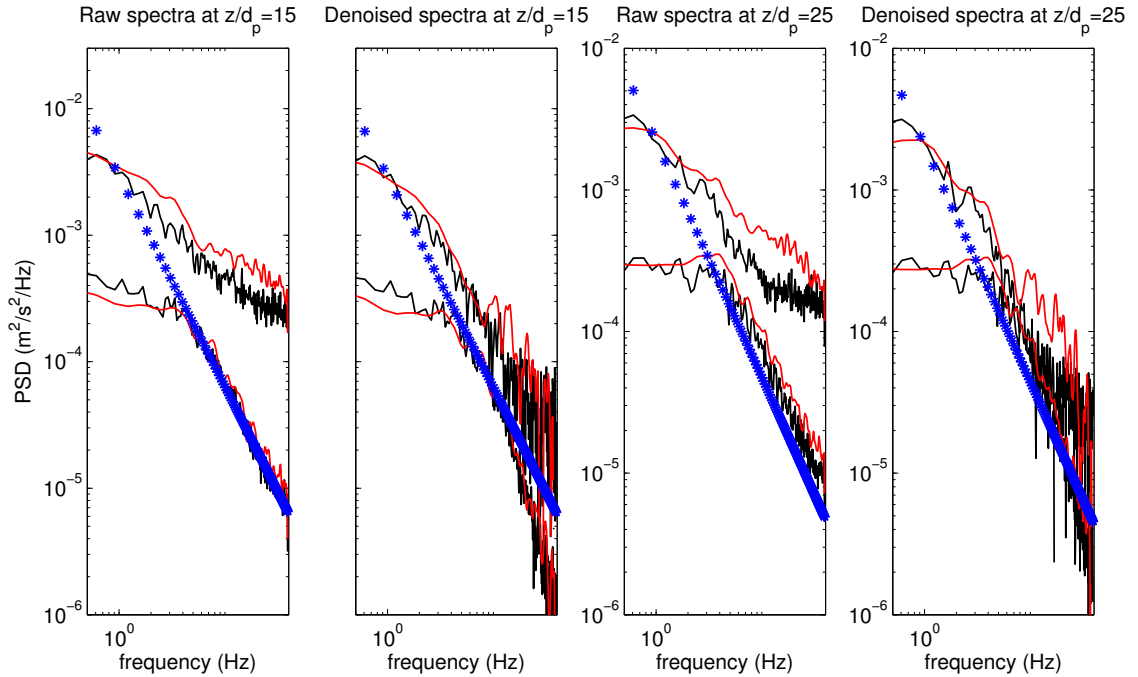 Raw spectra at z/d_p=15
Denoised spectra at z/d_p=15
Raw spectra at z/d_p=25
Denoised spectra at z/d_p=25
PSD (m^2/s^2/Hz)
10^-2
10^-3
10^-4
10^-5
10^-6
10^-2
10^-3
10^-4
10^-5
10^-6
10^-2
10^-3
10^-4
10^-5
10^-6
10^-2
10^-3
10^-4
10^-5
10^-6
10^0
10^0
10^0
10^0
frequency (Hz)
frequency (Hz)
frequency (Hz)
frequency (Hz)